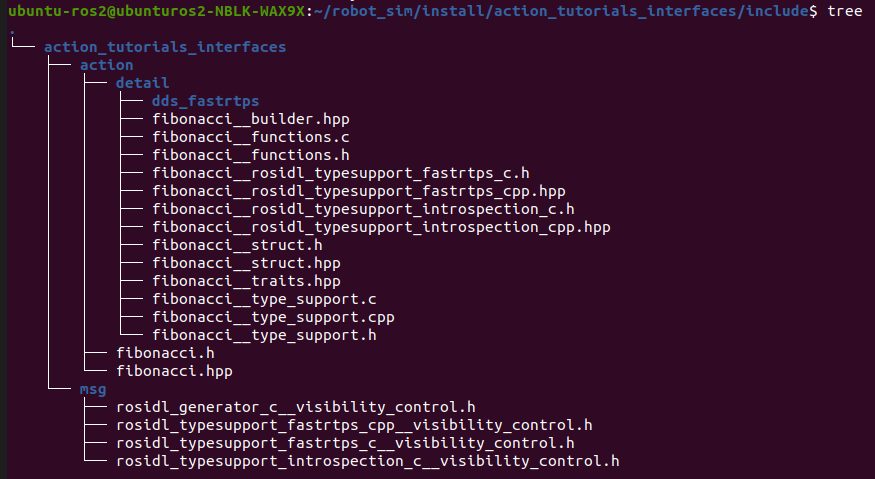 ubuntu-ros2@ubunturos2-NBLK-WAX9X:~/robot_sim/install/action_tutorials_interfaces/include$ tree
.
└── action_tutorials_interfaces
    ├── action
    │   ├── detail
    │   │   ├── dds_fastrtps
    │   │   ├── fibonacci__builder.hpp
    │   │   ├── fibonacci__functions.c
    │   │   ├── fibonacci__functions.h
    │   │   ├── fibonacci__rosidl_typesupport_fastrtps_c.h
    │   │   ├── fibonacci__rosidl_typesupport_fastrtps_cpp.hpp
    │   │   ├── fibonacci__rosidl_typesupport_introspection_c.h
    │   │   ├── fibonacci__rosidl_typesupport_introspection_cpp.hpp
    │   │   ├── fibonacci__struct.h
    │   │   ├── fibonacci__struct.hpp
    │   │   ├── fibonacci__traits.hpp
    │   │   ├── fibonacci__type_support.c
    │   │   ├── fibonacci__type_support.cpp
    │   │   └── fibonacci__type_support.h
    │   ├── fibonacci.h
    │   └── fibonacci.hpp
    └── msg
        ├── rosidl_generator_c__visibility_control.h
        ├── rosidl_typesupport_fastrtps_cpp__visibility_control.h
        ├── rosidl_typesupport_fastrtps_c__visibility_control.h
        └── rosidl_typesupport_introspection_c__visibility_control.h